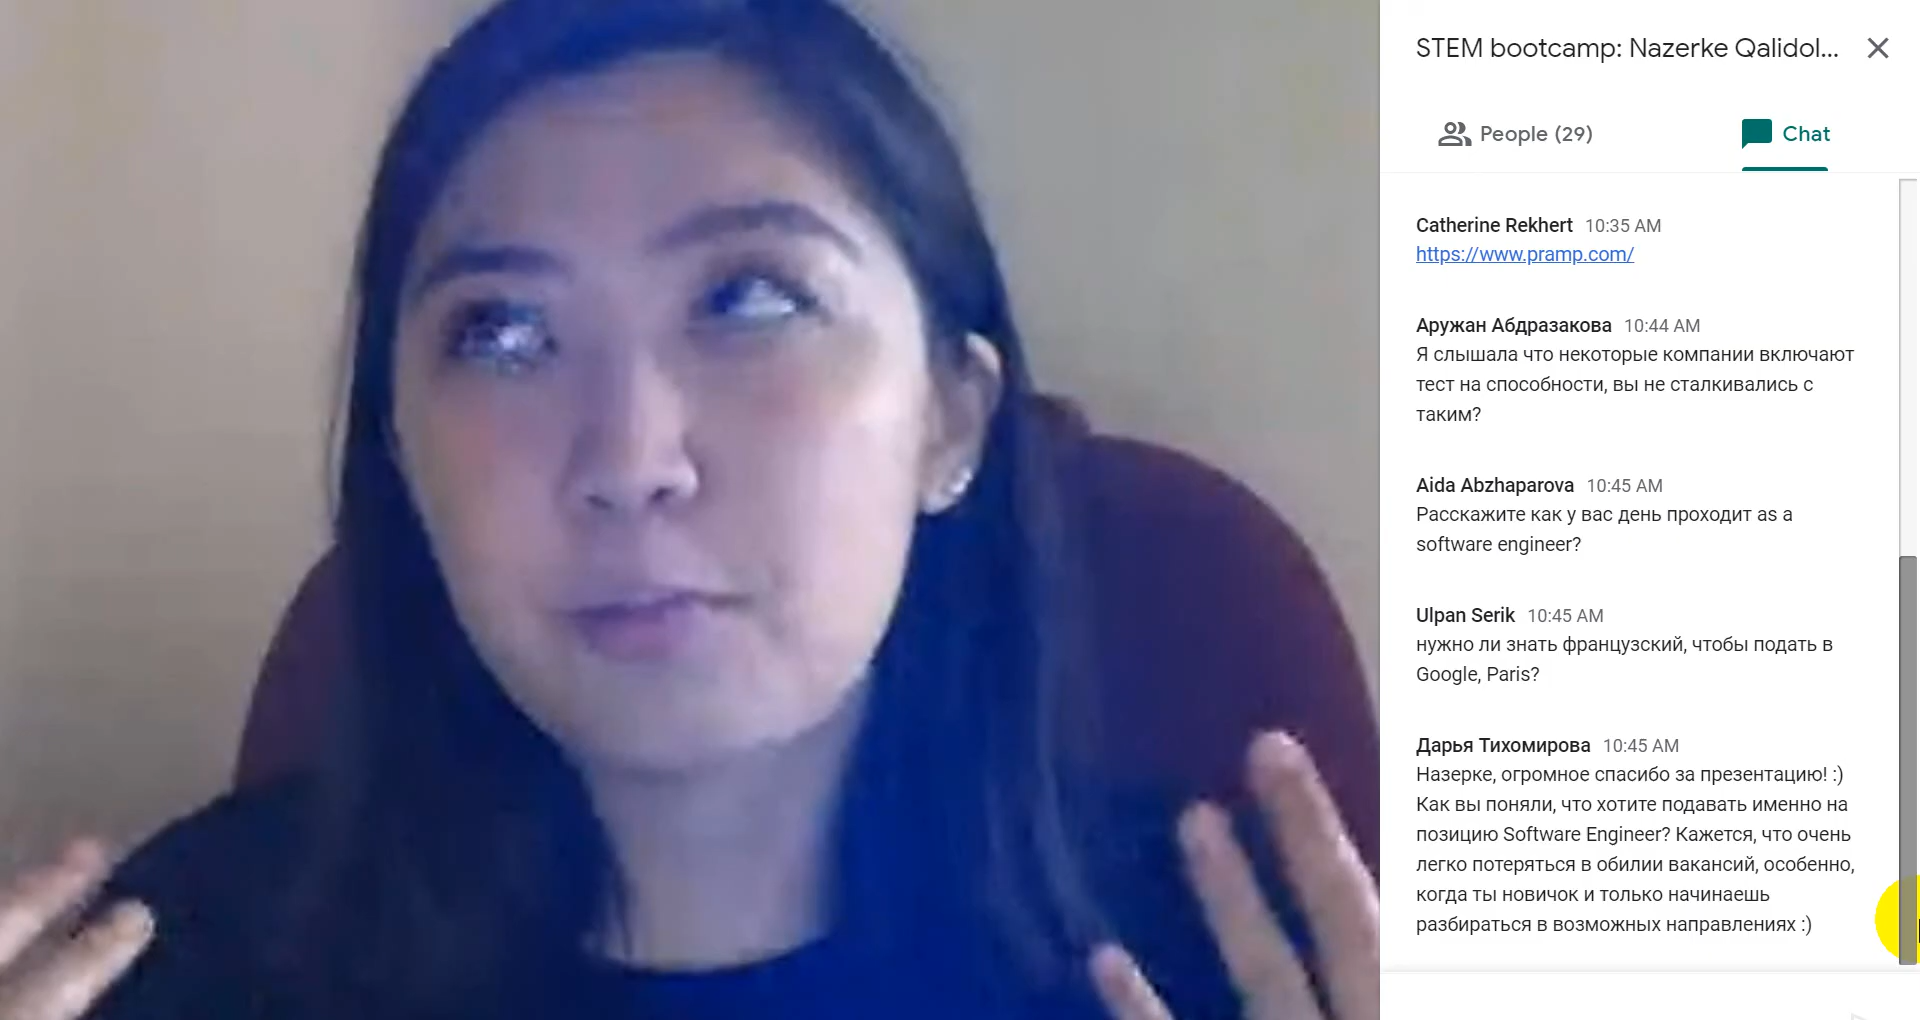 STEM bootcamp: Nazerke Qalidol...
People (29)
Chat
Catherine Rekhert 10:35 AM
https://www.pramp.com/
Аружан Абдразакова 10:44 AM
Я слышала что некоторые компании включают
тест на способности, вы не сталкивались с
таким?
Aida Abzhaparova 10:45 AM
Расскажите как у вас день проходит as a
software engineer?
Ulpan Serik 10:45 AM
нужно ли знать французский, чтобы подать в
Google, Paris?
Дарья Тихомирова 10:45 AM
Назерке, огромное спасибо за презентацию! :)
Как вы поняли, что хотите подавать именно на
позицию Software Engineer? Кажется, что очень
легко потеряться в обилии вакансий, особенно,
когда ты новичок и только начинаешь
разбираться в возможных направлениях :)